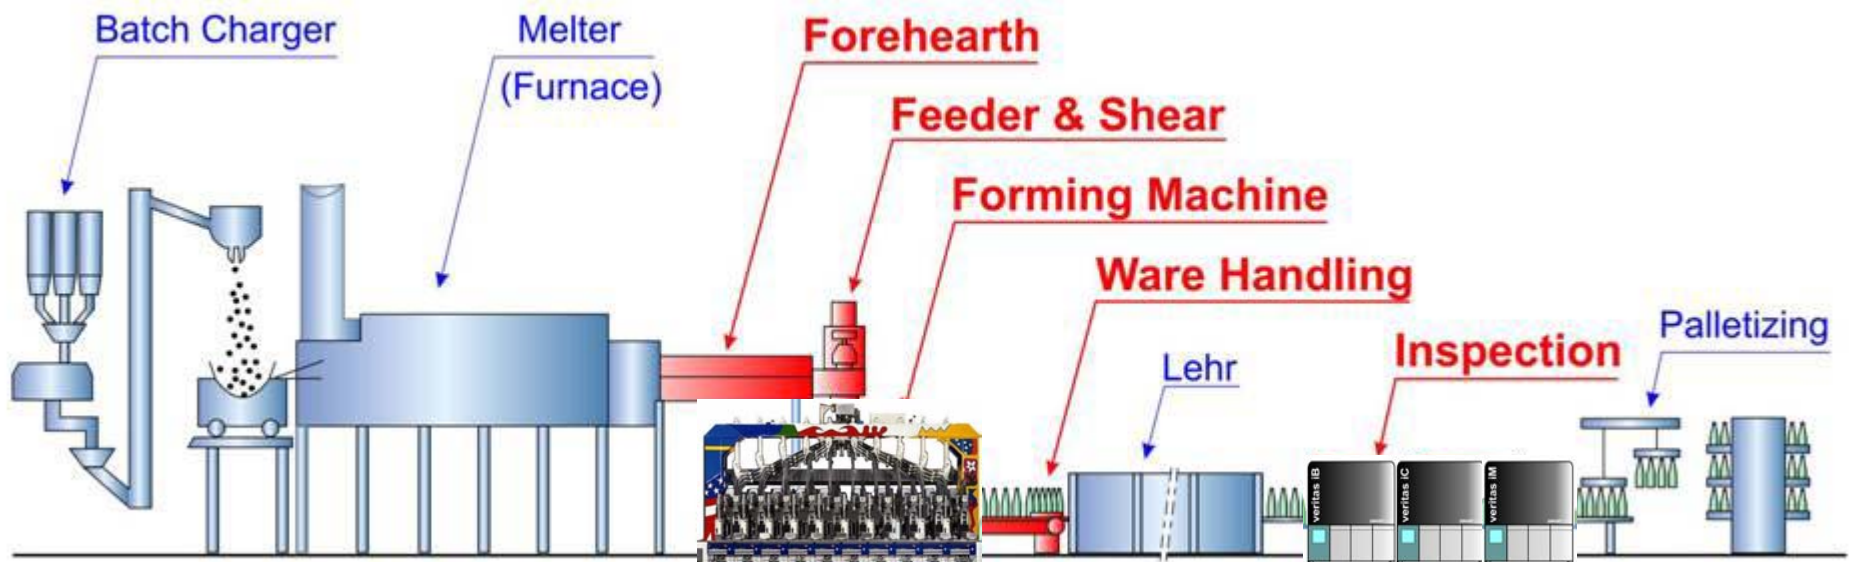 Batch Charger
Melter
(Furnace)
Forehearth
Feeder & Shear
Forming Machine
Ware Handling
Lehr
Inspection
Palletizing
veritas iB
veritas iC
veritas iM